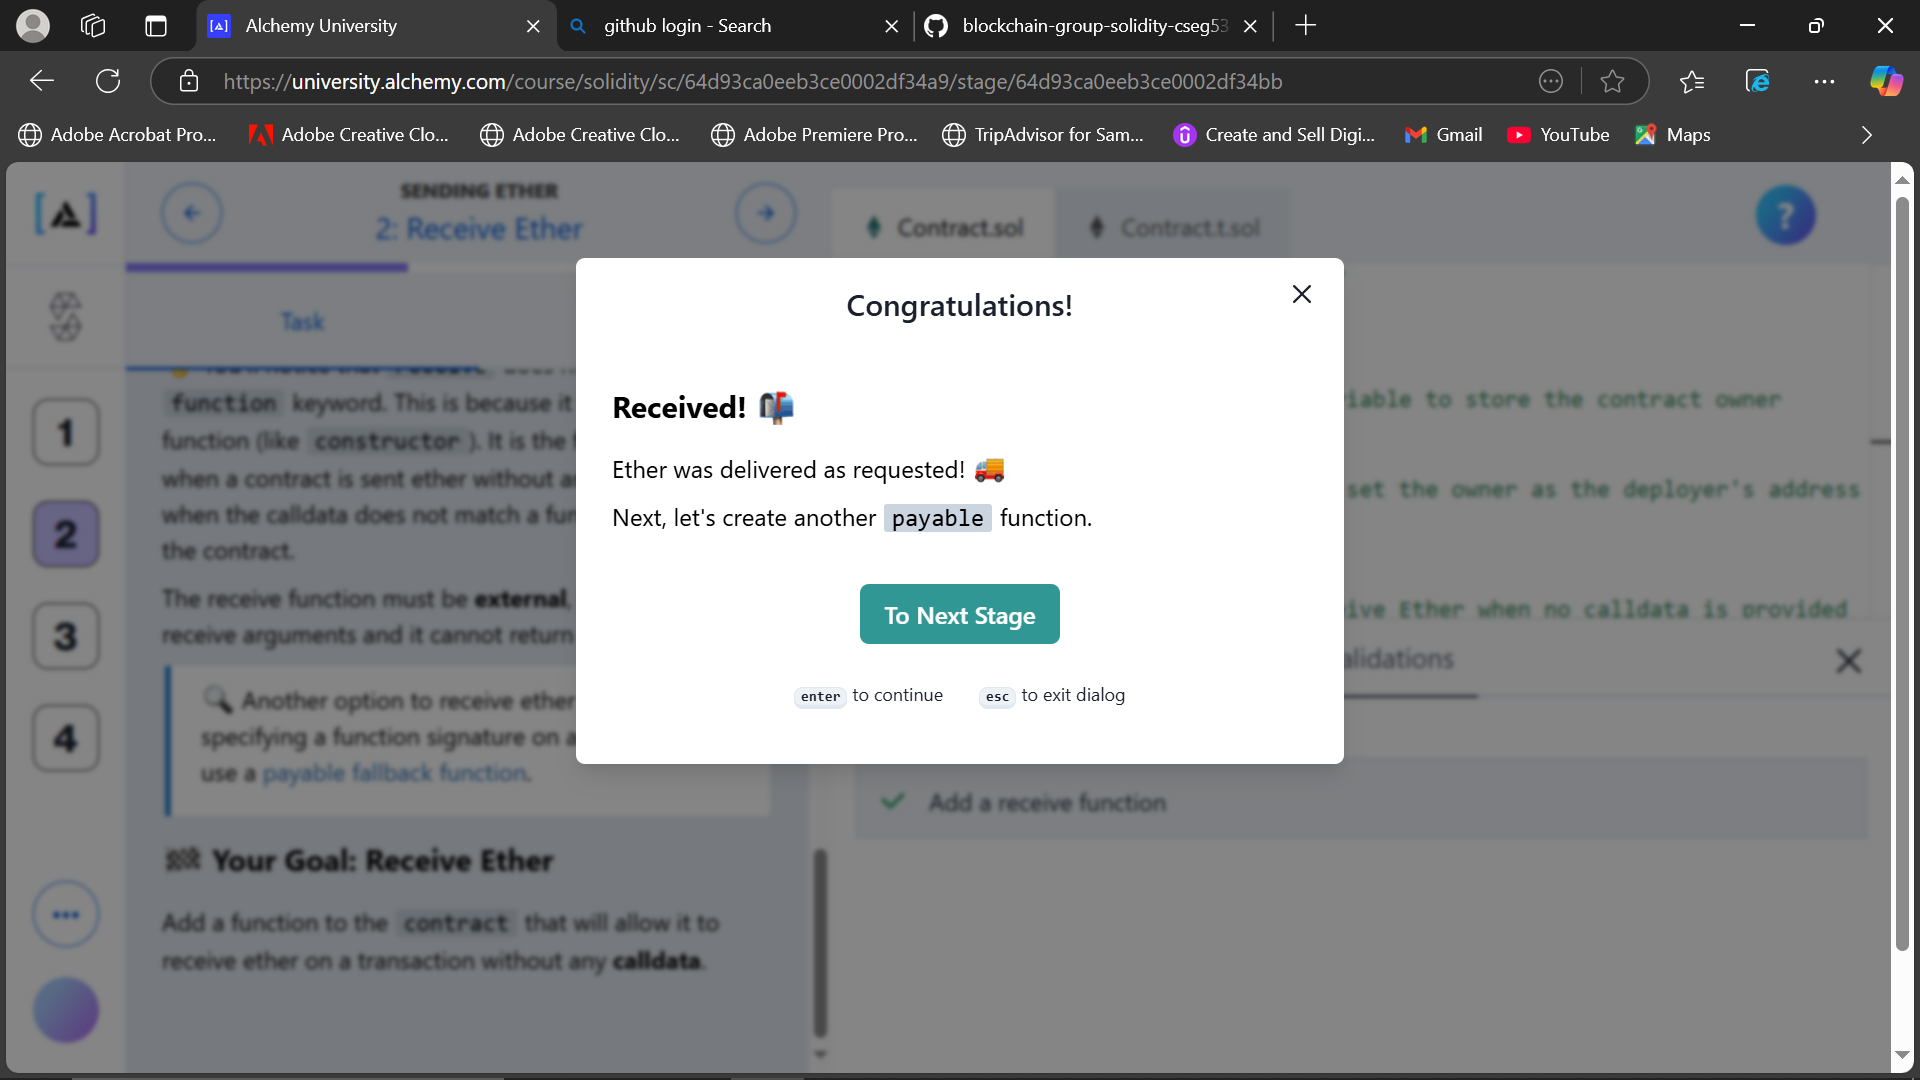 Alchemy University
github login - Search
blockchain-group-solidity-cseg53
https://university.alchemy.com/course/solidity/sc/64d93ca0eeb3ce0002df34a9/stage/64d93ca0eeb3ce0002df34bb
Adobe Acrobat Pro...
Adobe Creative Clo...
Adobe Creative Clo...
Adobe Premiere Pro...
TripAdvisor for Sam...
Create and Sell Digi...
Gmail
YouTube
Maps
SENDING ETHER
2: Receive Ether
Contract.sol
Contract.t.sol
?
Task
function keyword. This is because it
function (like constructor ). It is the
when a contract is sent ether without
when the calldata does not match a
the contract.
The receive function must be external,
receive arguments and it cannot return
Another option to receive ether
specifying a function signature on
use a payable fallback function.
Your Goal: Receive Ether
Add a function to the contract that will allow it to
receive ether on a transaction without any calldata.
1
2
3
4
Congratulations!
Received!
Ether was delivered as requested!
Next, let's create another payable function.
To Next Stage
enter to continue
esc to exit dialog
iable to store the contract owner
set the owner as the deployer's address
ive Ether when no calldata is provided
alidations
Add a receive function